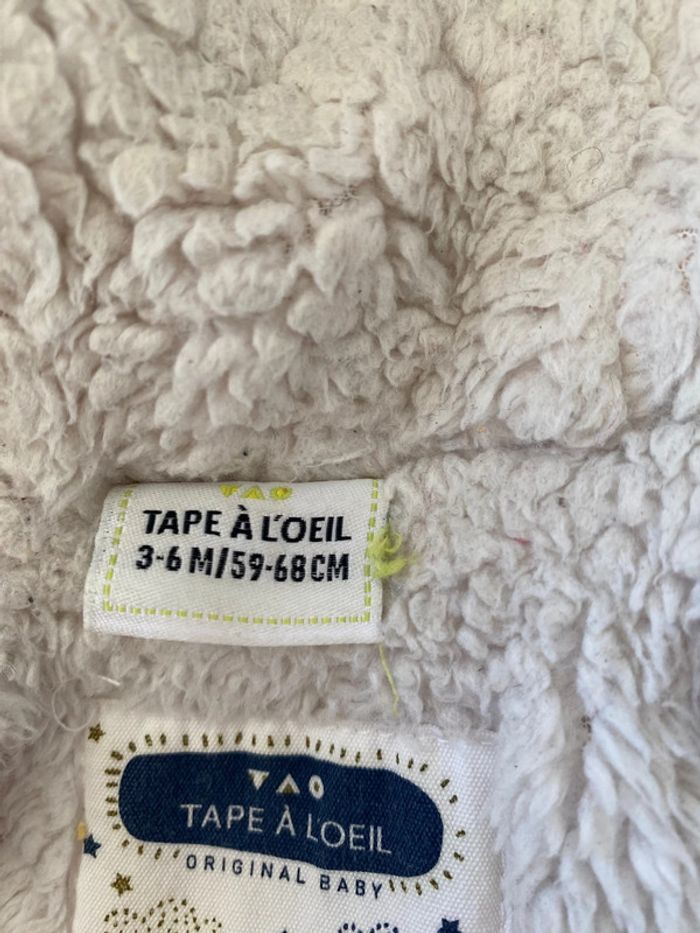 TAO
TAPE À L'OEIL
3-6 M/59-68CM
TAO
TAPE À LOEIL
ORIGINAL BABY